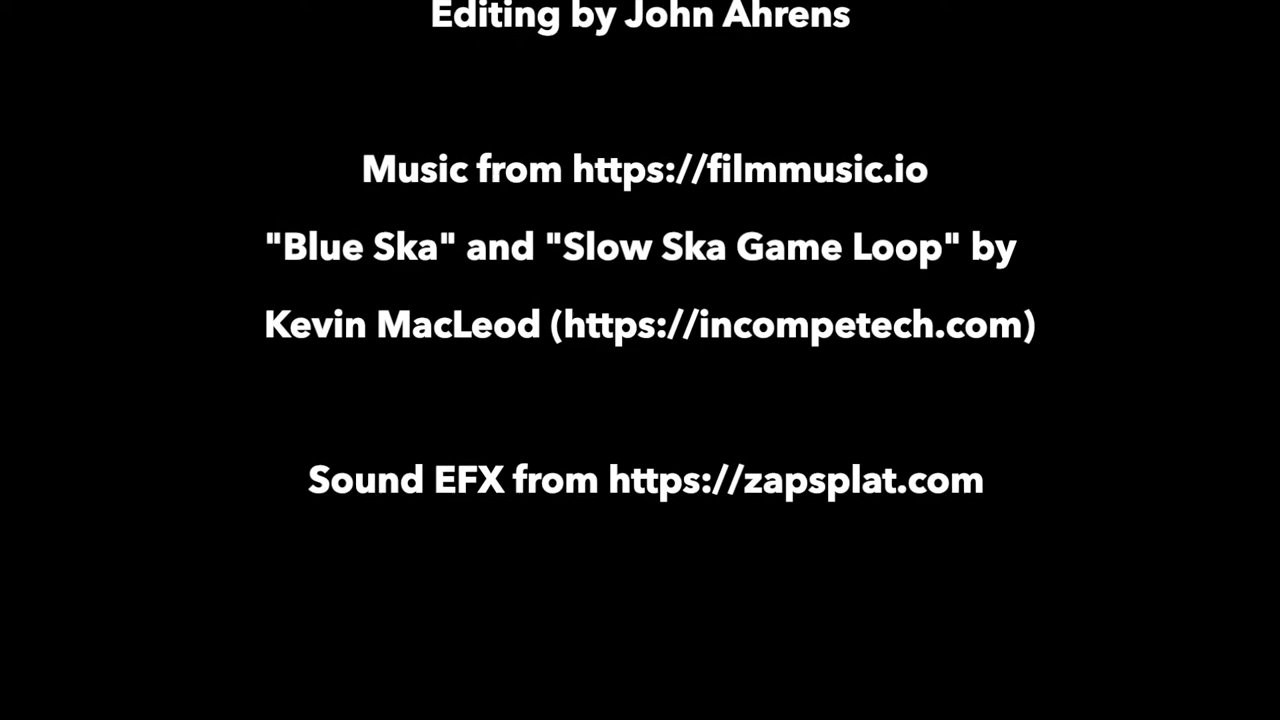 Editing by John Ahrens
Music from https://filmmusic.io
"Blue Ska" and "Slow Ska Game Loop" by
Kevin MacLeod (https://incompetech.com)
Sound EFX from https://zapsplat.com